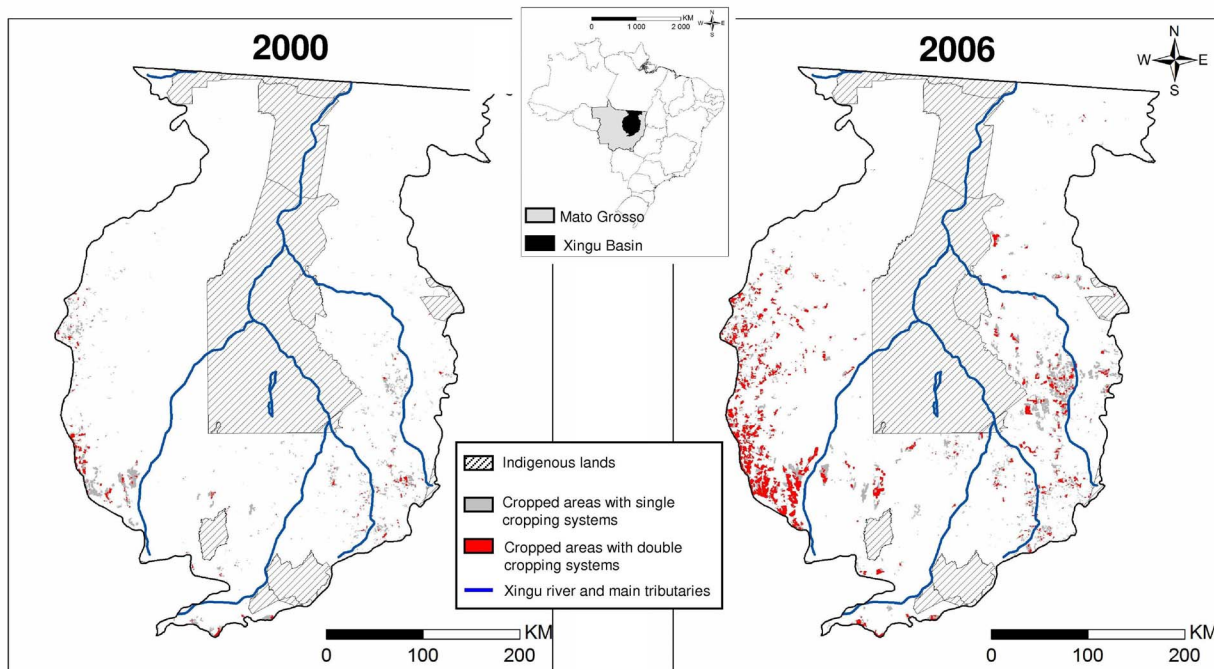 2000
KM
0 1 000 2 000
N
W E
S
Mato Grosso
Xingu Basin
2006
N
W E
S
Indigenous lands
Cropped areas with single
cropping systems
Cropped areas with double
cropping systems
Xingu river and main tributaries
KM
0 100 200
KM
0 100 200